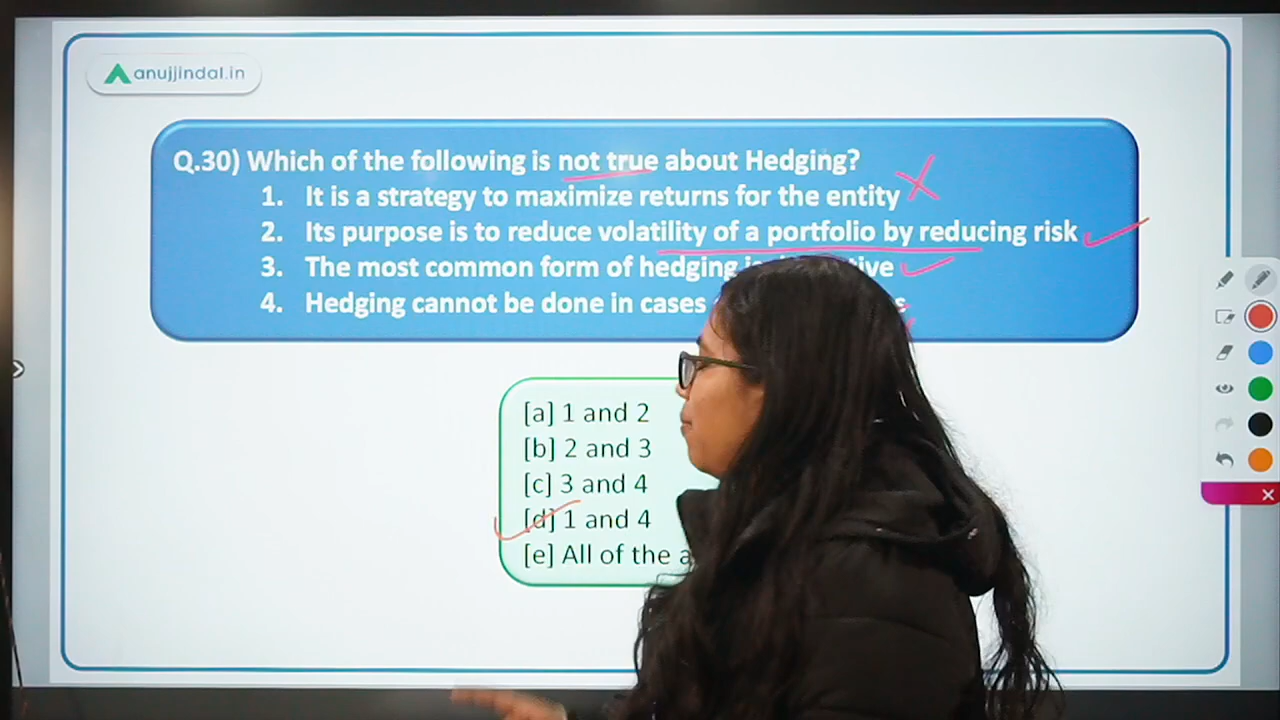 anujjindal.in
Q.30) Which of the following is not true about Hedging?
1. It is a strategy to maximize returns for the entity
2. Its purpose is to reduce volatility of a portfolio by reducing risk
3. The most common form of hedging
4. Hedging cannot be done in cases
[a] 1 and 2
[b] 2 and 3
[c] 3 and 4
[d] 1 and 4
[e] All of the